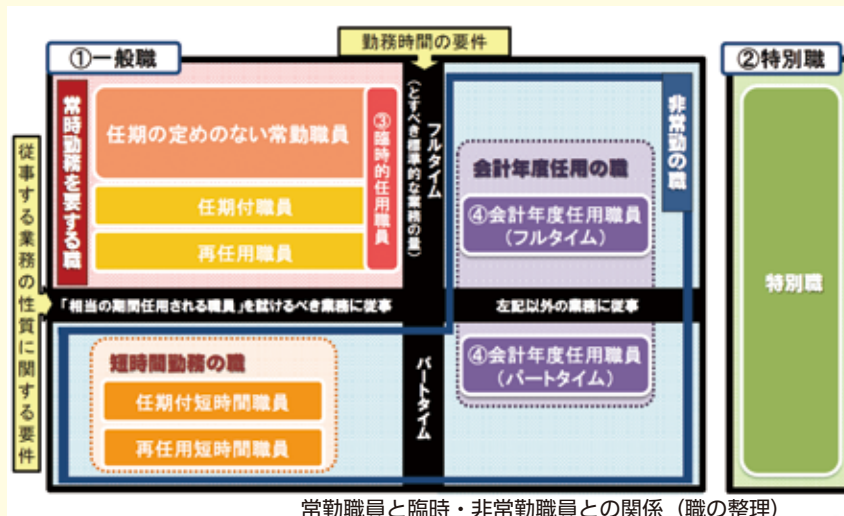 勤務時間の要件
①一般職
②特別職
従事する業務の性質に関する要件
常時勤務を要する職
任期の定めのない常勤職員
任期付職員
再任用職員
③臨時的任用職員
フルタイム
(とすべき標準的な業務の量)
非常勤の職
会計年度任用の職
④会計年度任用職員
(フルタイム)
特別職
「相当の期間任用される職員」を就けるべき業務に従事
左記以外の業務に従事
短時間勤務の職
任期付短時間職員
再任用短時間職員
パートタイム
④会計年度任用職員
(パートタイム)
常勤職員と臨時・非常勤職員との関係(職の整理)